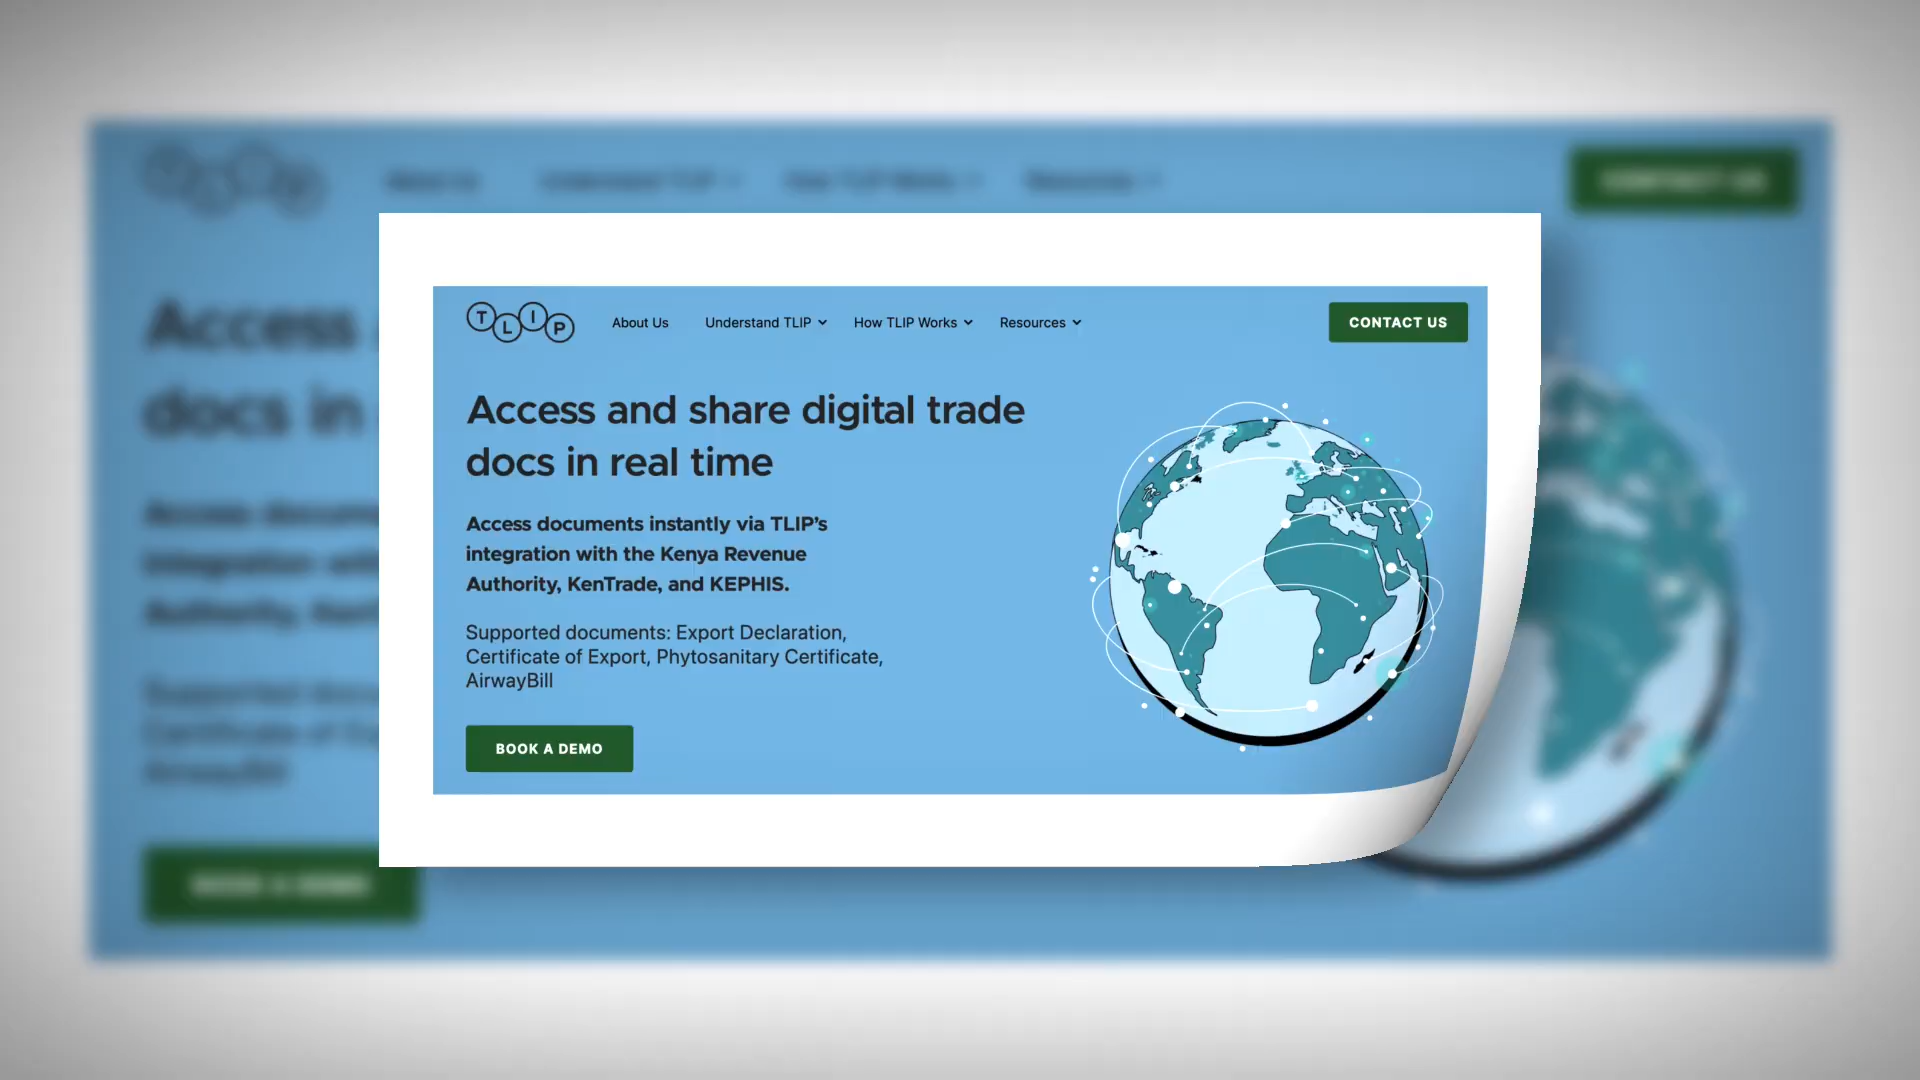 TLIP
About Us
Understand TLIP
How TLIP Works
Resources
CONTACT US
Access and share digital trade
docs in real time
Access documents instantly via TLIP’s
integration with the Kenya Revenue
Authority, KenTrade, and KEPHIS.
Supported documents: Export Declaration,
Certificate of Export, Phytosanitary Certificate,
AirwayBill
BOOK A DEMO